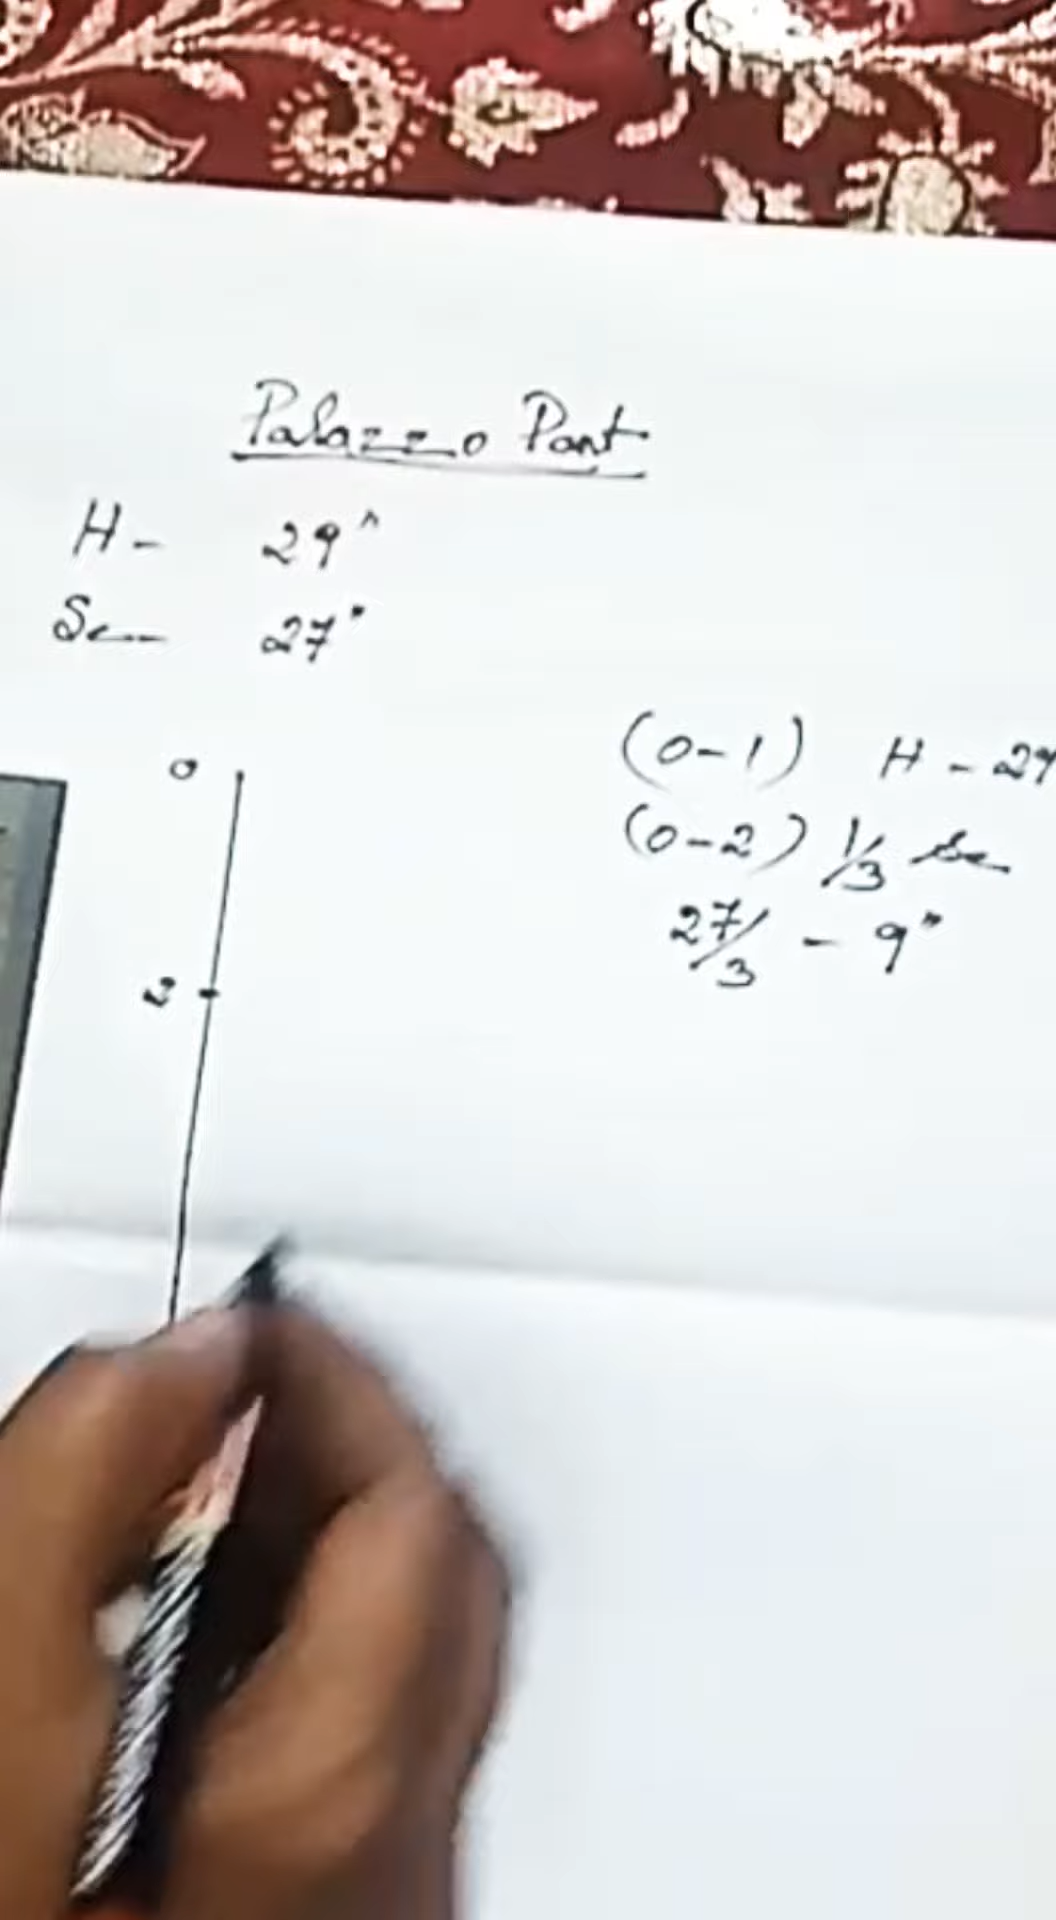 Palazzo Pant
H - 29"
Se - 27"
(0-1) H - 29
(0-2) 1/3 Se
27/3 - 9"
0
2